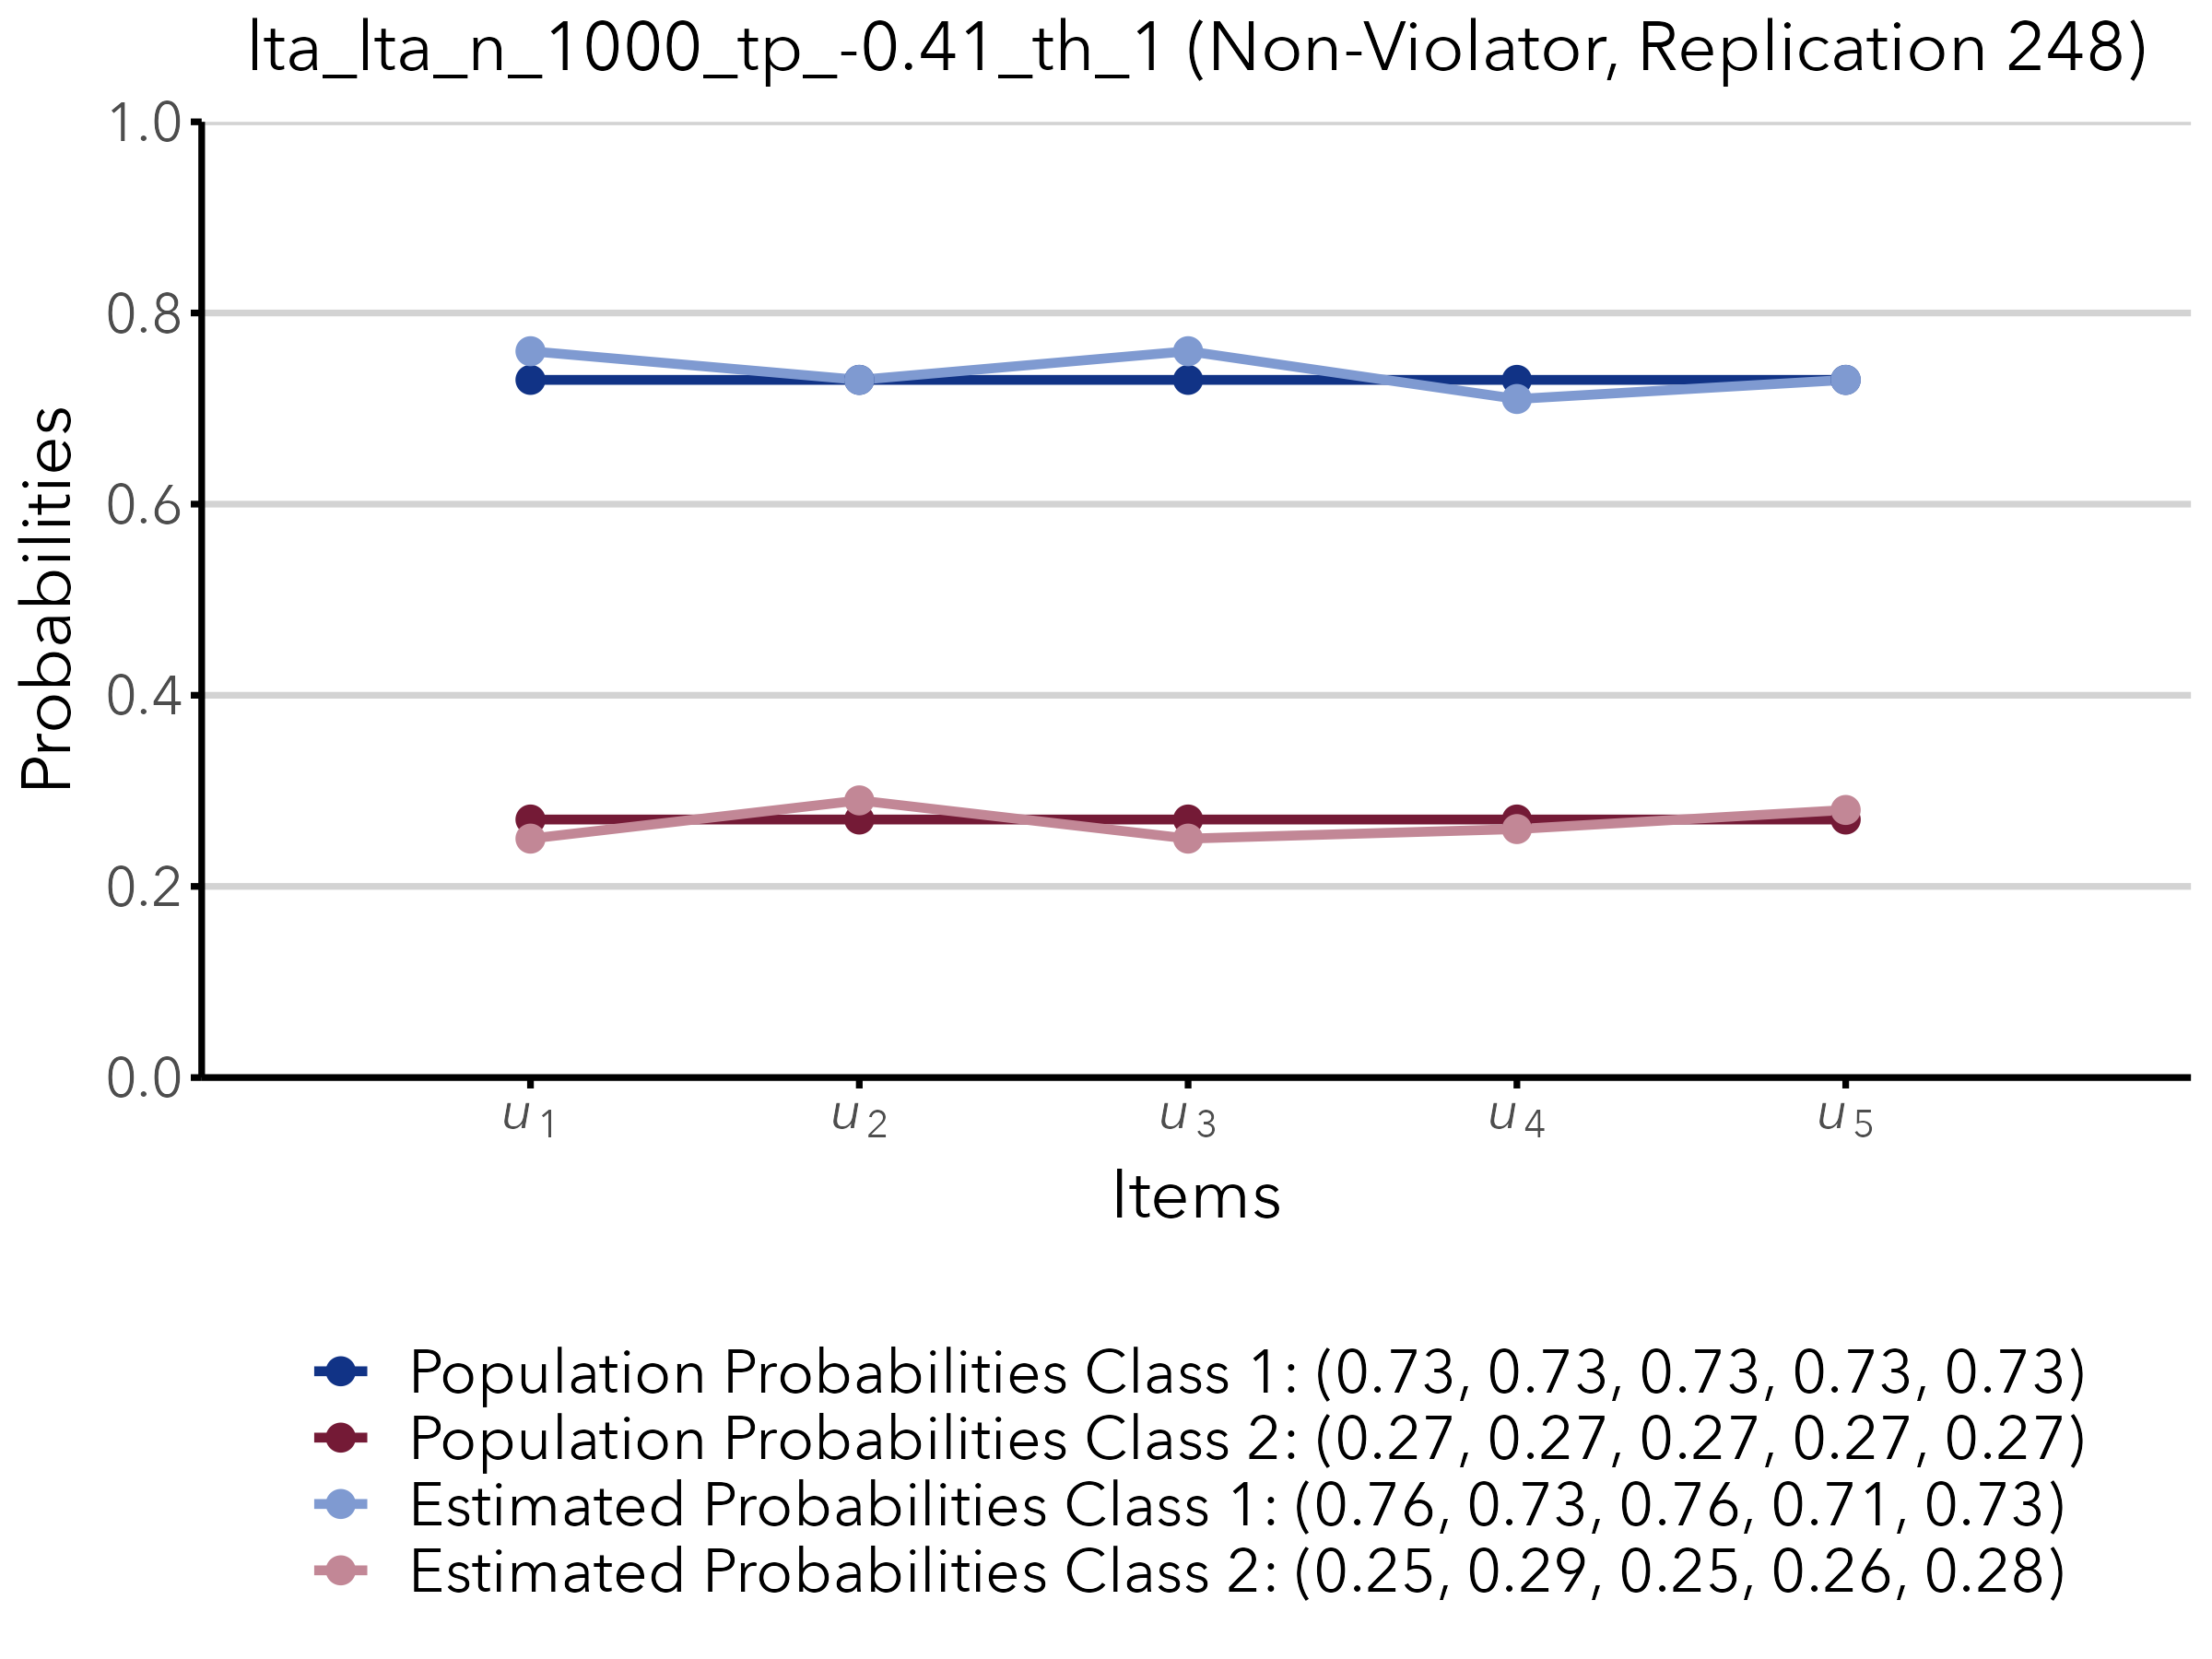 lta_lta_n_1000_tp_-0.41_th_1 (Non-Violator, Replication 248)
1.0
0.8
0.6
0.4
0.2
0.0
Probabilities
u1 u2 u3 u4 u5
Items
Population Probabilities Class 1: (0.73, 0.73, 0.73, 0.73, 0.73)
Population Probabilities Class 2: (0.27, 0.27, 0.27, 0.27, 0.27)
Estimated Probabilities Class 1: (0.76, 0.73, 0.76, 0.71, 0.73)
Estimated Probabilities Class 2: (0.25, 0.29, 0.25, 0.26, 0.28)